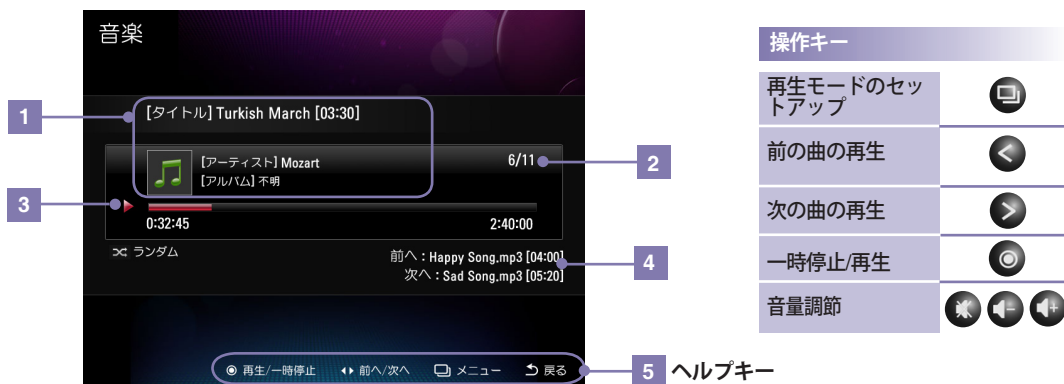 音楽
1
[タイトル] Turkish March [03:30]
[アーティスト] Mozart
[アルバム] 不明
6/11
2
3
0:32:45
2:40:00
ランダム
前へ : Happy Song.mp3 [04:00]
次へ : Sad Song.mp3 [05:20]
4
再生/一時停止 前へ/次へ メニュー 戻る
5 ヘルプキー
操作キー
再生モードのセッ
トアップ
前の曲の再生
次の曲の再生
一時停止/再生
音量調節